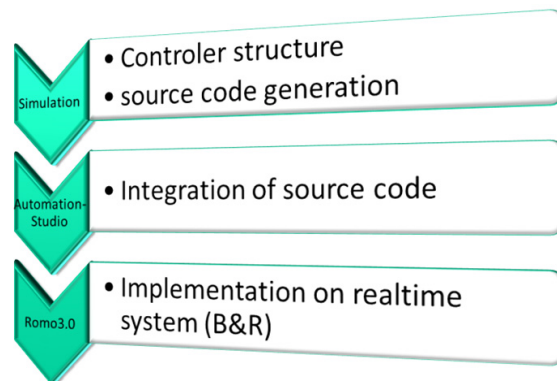 • Controler structure
• source code generation
Simulation
• Integration of source code
Automation-
Studio
• Implementation on realtime
system (B&R)
Romo3.0